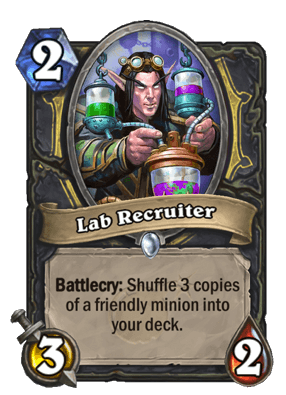 2
Lab Recruiter
Battlecry: Shuffle 3 copies
of a friendly minion into
your deck.
3
2